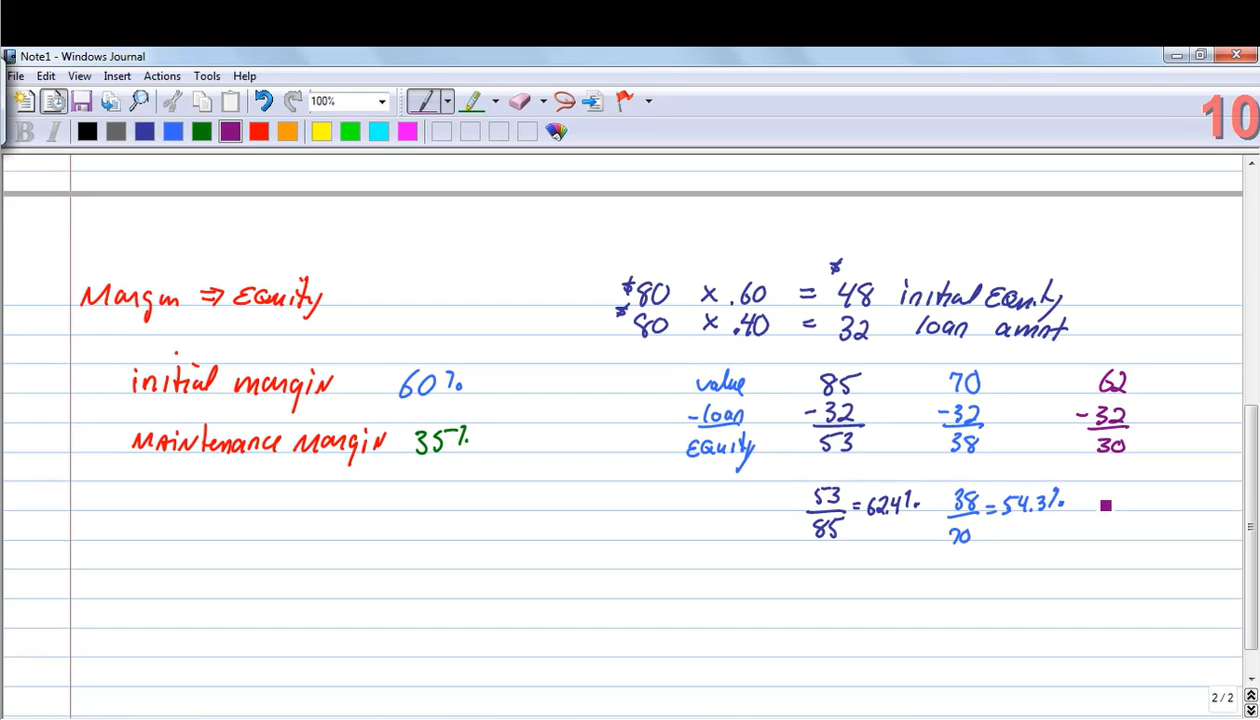 Note1 - Windows Journal
File Edit View Insert Actions Tools Help
100%
B I
10
Margin ⇒ Equity
initial margin 60%
Maintenance Margin 35%
$80 x .60 = $48 initial Equity
$80 x .40 = 32 loan amnt
value 85 70 62
-loan -32 -32 -32
Equity 53 38 30
53/85 = 62.4% 38/70 = 54.3%
2 / 2